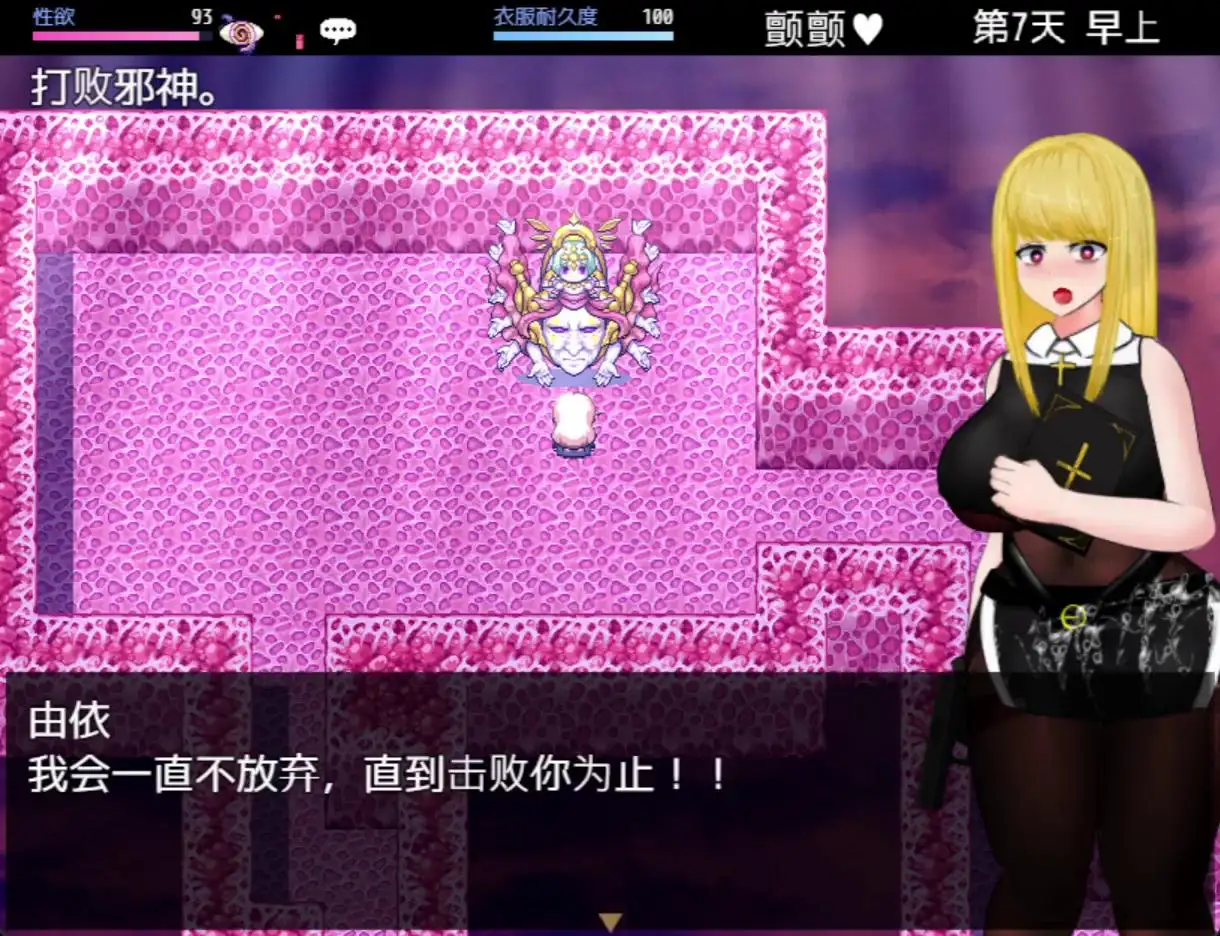 性欲 93
衣服耐久度 100
颤颤♥
第7天 早上
打败邪神。
由依
我会一直不放弃，直到击败你为止！！